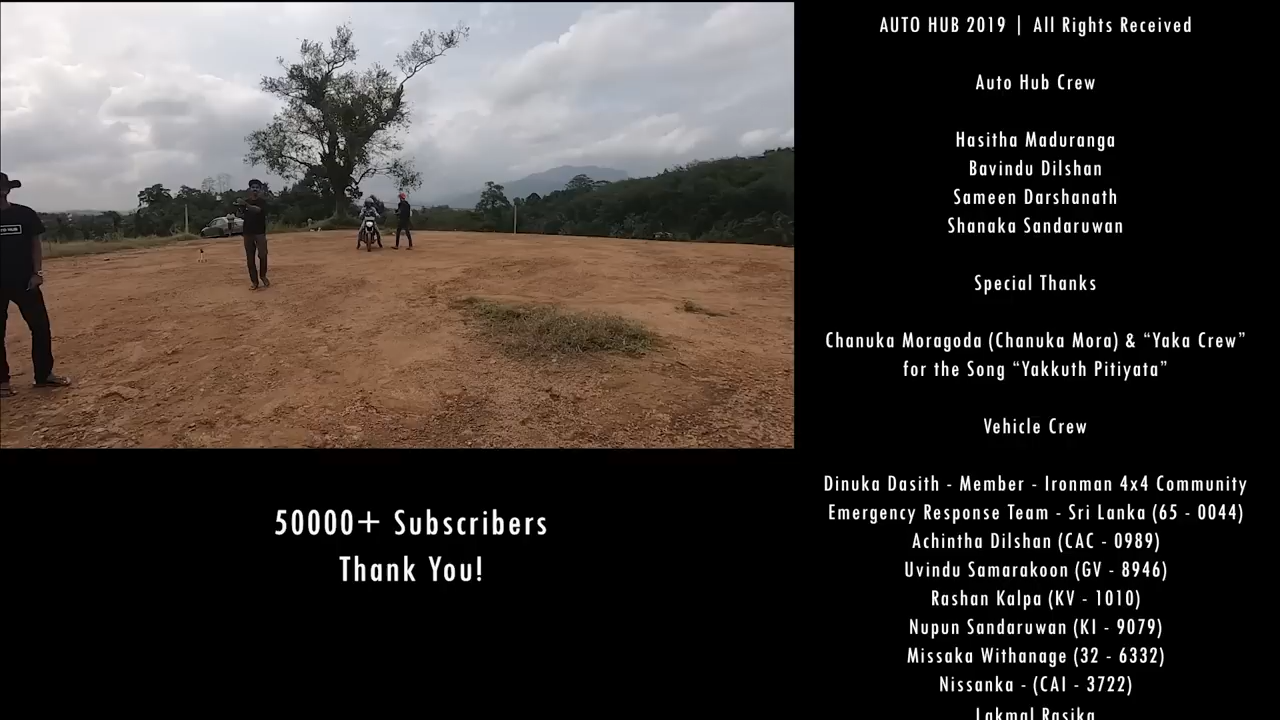 AUTO HUB 2019 | All Rights Received
Auto Hub Crew
Hasitha Maduranga
Bavindu Dilshan
Sameen Darshanath
Shanaka Sandaruwan
Special Thanks
Chanuka Moragoda (Chanuka Mora) & “Yaka Crew”
for the Song “Yakkuth Pitiyata”
Vehicle Crew
Dinuka Dasith - Member - Ironman 4x4 Community
Emergency Response Team - Sri Lanka (65 - 0044)
Achintha Dilshan (CAC - 0989)
Uvindu Samarakoon (GV - 8946)
Rashan Kalpa (KV - 1010)
Nupun Sandaruwan (KI - 9079)
Missaka Withanage (32 - 6332)
Nissanka - (CAI - 3722)
Lakmal Rasika
50000+ Subscribers
Thank You!